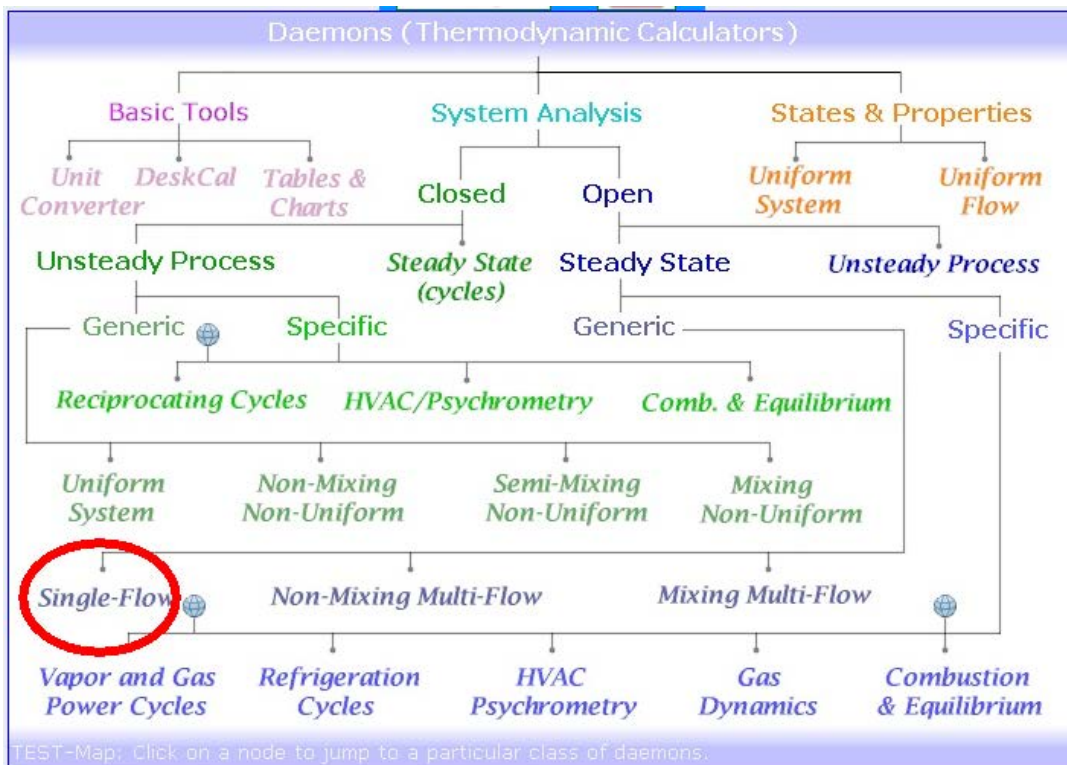 Daemons (Thermodynamic Calculators)
Basic Tools
System Analysis
States & Properties
Unit
Converter
DeskCal
Tables &
Charts
Closed
Open
Uniform
System
Uniform
Flow
Unsteady Process
Steady State
(cycles)
Steady State
Unsteady Process
Generic
Specific
Generic
Specific
Reciprocating Cycles
HVAC/Psychrometry
Comb. & Equilibrium
Uniform
System
Non-Mixing
Non-Uniform
Semi-Mixing
Non-Uniform
Mixing
Non-Uniform
Single-Flow
Non-Mixing Multi-Flow
Mixing Multi-Flow
Vapor and Gas
Power Cycles
Refrigeration
Cycles
HVAC
Psychrometry
Gas
Dynamics
Combustion
& Equilibrium
TEST-Map: Click on a node to jump to a particular class of daemons.